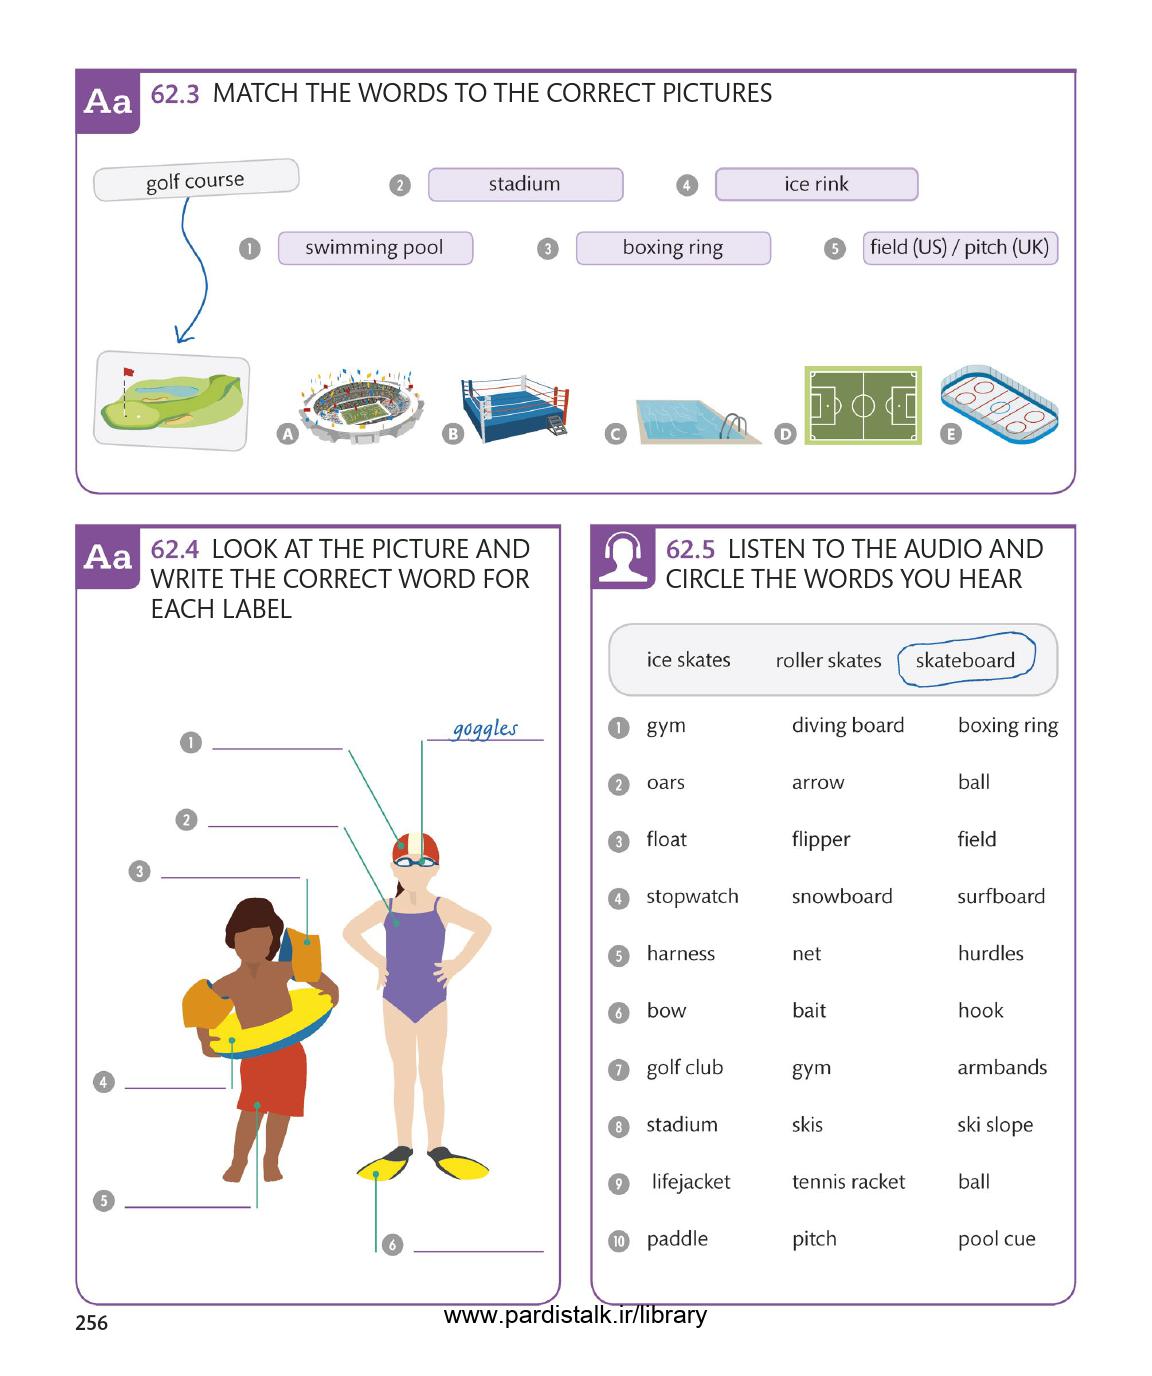 Aa 62.3 MATCH THE WORDS TO THE CORRECT PICTURES
golf course
2 stadium
4 ice rink
1 swimming pool
3 boxing ring
5 field (US) / pitch (UK)
A B C D E
Aa 62.4 LOOK AT THE PICTURE AND
WRITE THE CORRECT WORD FOR
EACH LABEL
goggles
1
2
3
4
5
6
62.5 LISTEN TO THE AUDIO AND
CIRCLE THE WORDS YOU HEAR
ice skates roller skates skateboard
1 gym diving board boxing ring
2 oars arrow ball
3 float flipper field
4 stopwatch snowboard surfboard
5 harness net hurdles
6 bow bait hook
7 golf club gym armbands
8 stadium skis ski slope
9 lifejacket tennis racket ball
10 paddle pitch pool cue
256
www.pardistalk.ir/library